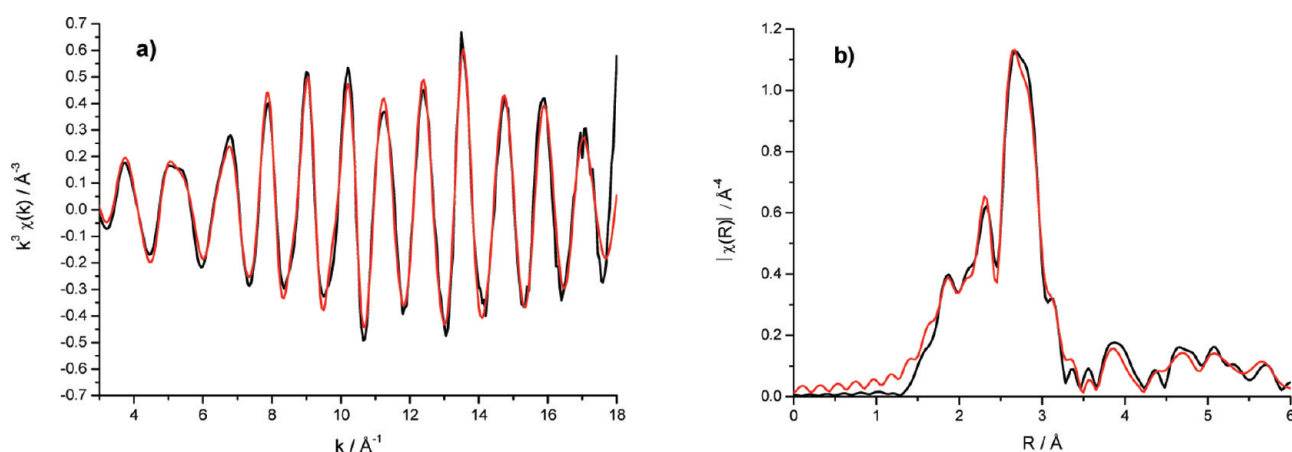 a)
0.7
0.6
0.5
0.4
0.3
0.2
0.1
0.0
-0.1
-0.2
-0.3
-0.4
-0.5
-0.6
-0.7
k³ χ(k) / Å⁻³
4 6 8 10 12 14 16 18
k / Å⁻¹
b)
1.2
1.0
0.8
0.6
0.4
0.2
0.0
|χ(R)| / Å⁻⁴
0 1 2 3 4 5 6
R / Å